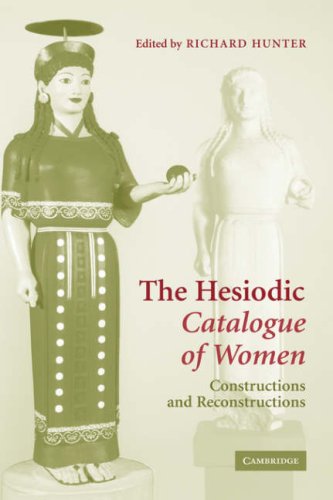 Edited by RICHARD HUNTER
The Hesiodic
Catalogue
of Women
Constructions
and Reconstructions
CAMBRIDGE